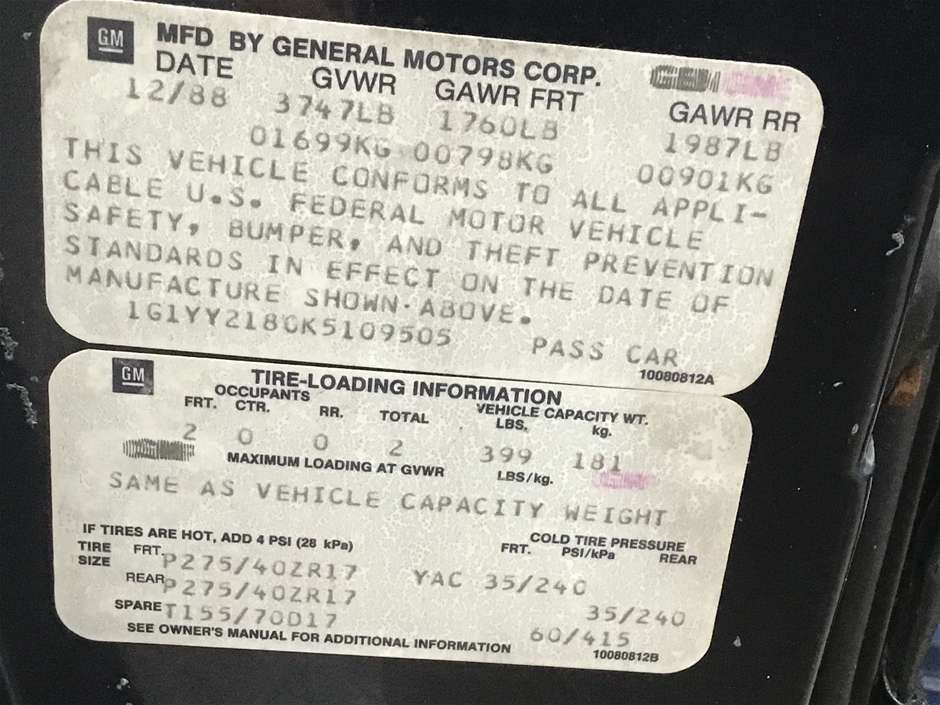 GM MFD BY GENERAL MOTORS CORP.
DATE GVWR GAWR FRT GAWR RR
12/88 3747LB 1760LB 1987LB
01699KG 00798KG 00901KG
THIS VEHICLE CONFORMS TO ALL APPLI-
CABLE U.S. FEDERAL MOTOR VEHICLE
SAFETY, BUMPER, AND THEFT PREVENTION
STANDARDS IN EFFECT ON THE DATE OF
MANUFACTURE SHOWN ABOVE.
1G1YY2180K5109505 PASS CAR
10080812A
GM TIRE-LOADING INFORMATION
OCCUPANTS VEHICLE CAPACITY WT.
FRT. CTR. RR. TOTAL LBS. kg.
2 0 0 2 399 181
MAXIMUM LOADING AT GVWR LBS/kg.
SAME AS VEHICLE CAPACITY WEIGHT
IF TIRES ARE HOT, ADD 4 PSI (28 kPa) COLD TIRE PRESSURE
TIRE SIZE FRT. PSI/kPa REAR
FRT. P275/40ZR17 YAC 35/240
REAR P275/40ZR17 35/240
SPARE T155/70D17 60/415
SEE OWNER'S MANUAL FOR ADDITIONAL INFORMATION 10080812B